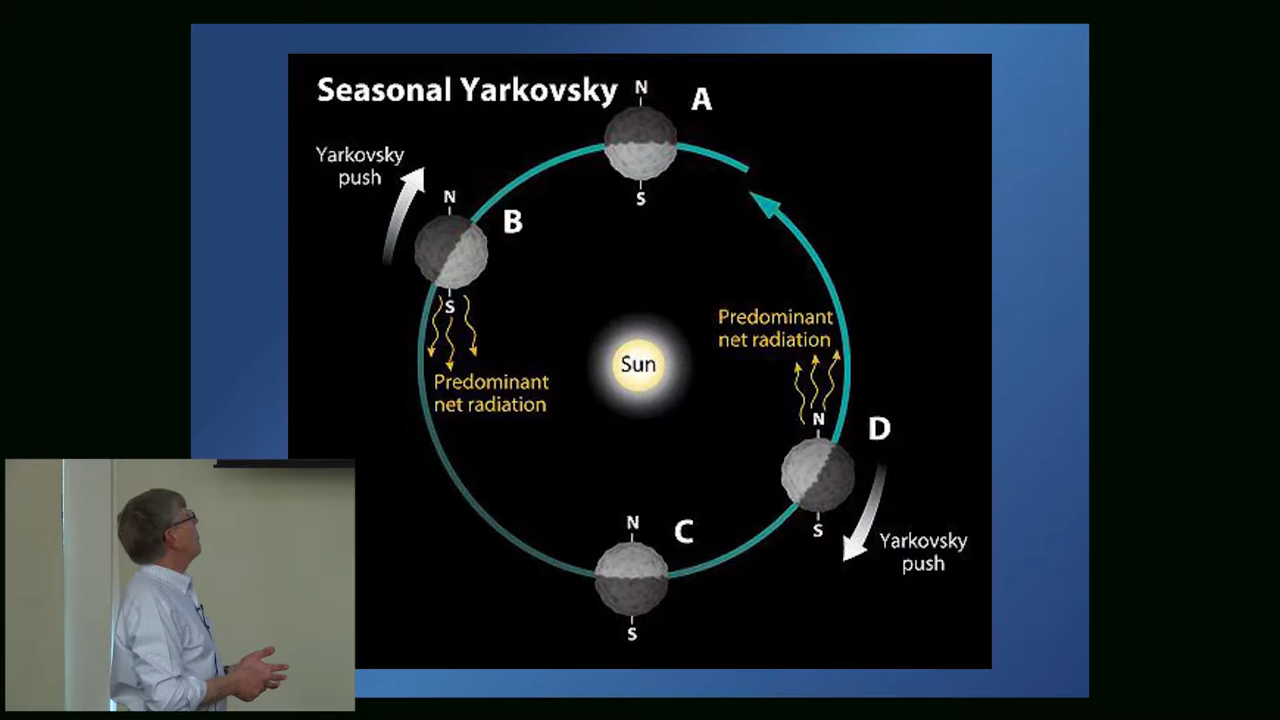 Seasonal Yarkovsky
N
A
S
Yarkovsky
push
N
B
S
Predominant
net radiation
Sun
Predominant
net radiation
N
D
S
Yarkovsky
push
N
C
S